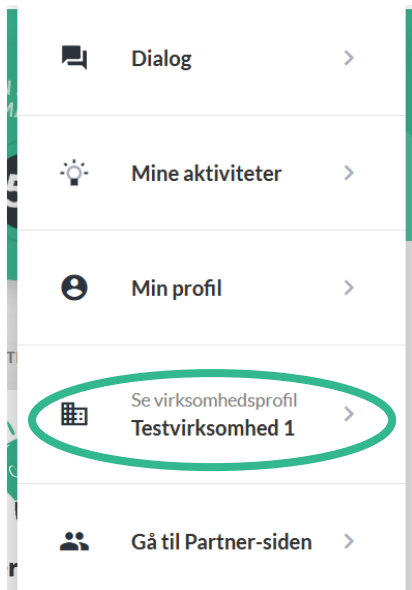 Dialog
Mine aktiviteter
Min profil
Se virksomhedsprofil
Testvirksomhed 1
Gå til Partner-siden